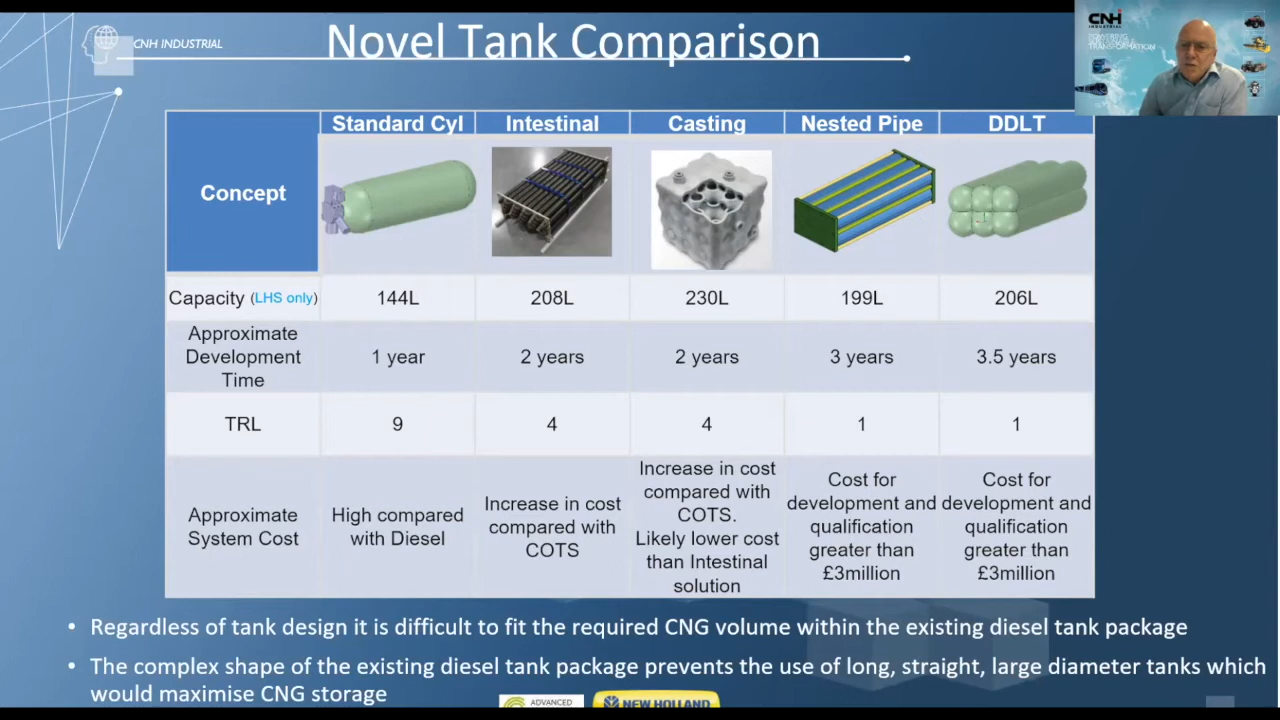 CNH INDUSTRIAL
Novel Tank Comparison
CNH
INDUSTRIAL
POWERING
SUSTAINABLE
TRANSFORMATION
Concept
Standard Cyl
Intestinal
Casting
Nested Pipe
DDLT
Capacity (LHS only)
144L
208L
230L
199L
206L
Approximate
Development
Time
1 year
2 years
2 years
3 years
3.5 years
TRL
9
4
4
1
1
Approximate
System Cost
High compared
with Diesel
Increase in cost
compared with
COTS
Increase in cost
compared with
COTS.
Likely lower cost
than Intestinal
solution
Cost for
development and
qualification
greater than
£3million
Cost for
development and
qualification
greater than
£3million
• Regardless of tank design it is difficult to fit the required CNG volume within the existing diesel tank package
• The complex shape of the existing diesel tank package prevents the use of long, straight, large diameter tanks which
would maximise CNG storage
ADVANCED
NEW HOLLAND